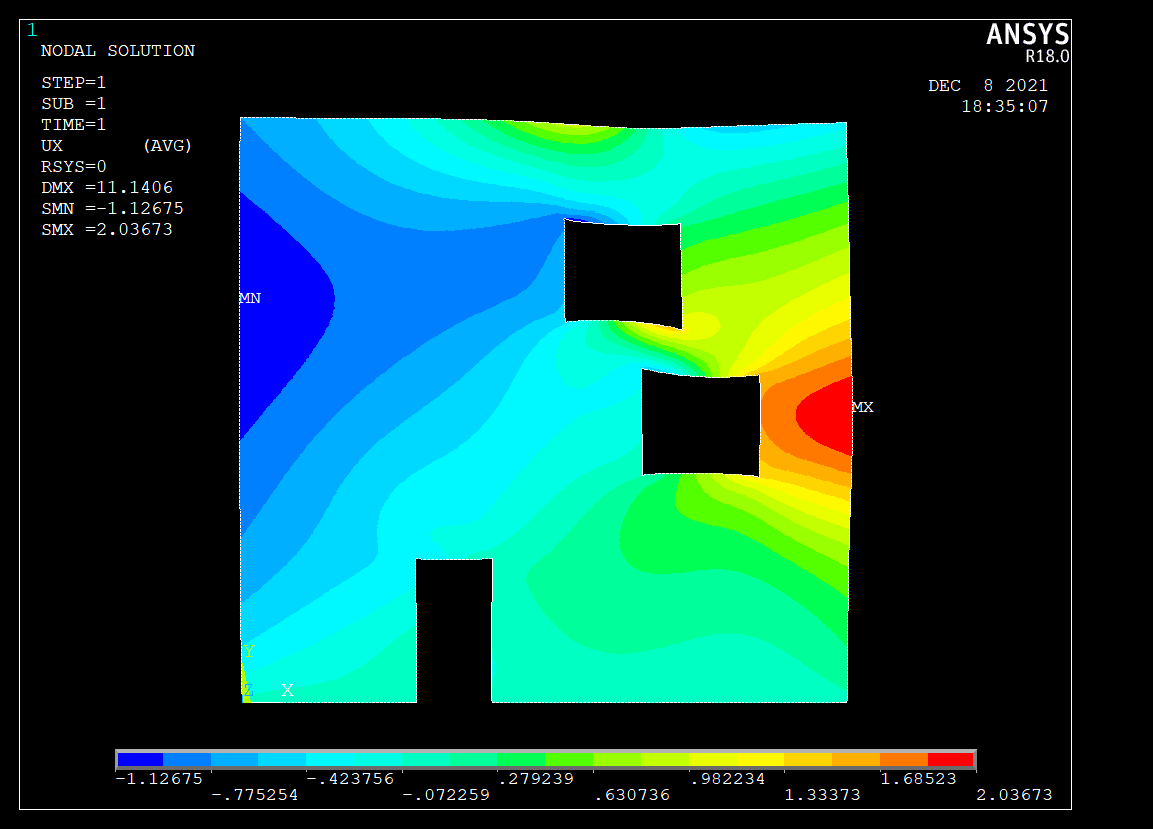 1
ANSYS
R18.0
NODAL SOLUTION
DEC 8 2021
18:35:07
STEP=1
SUB =1
TIME=1
UX (AVG)
RSYS=0
DMX =11.1406
SMN =-1.12675
SMX =2.03673
MN
MX
Y
Z X
-1.12675 -.423756 .279239 .982234 1.68523
-.775254 -.072259 .630736 1.33373 2.03673